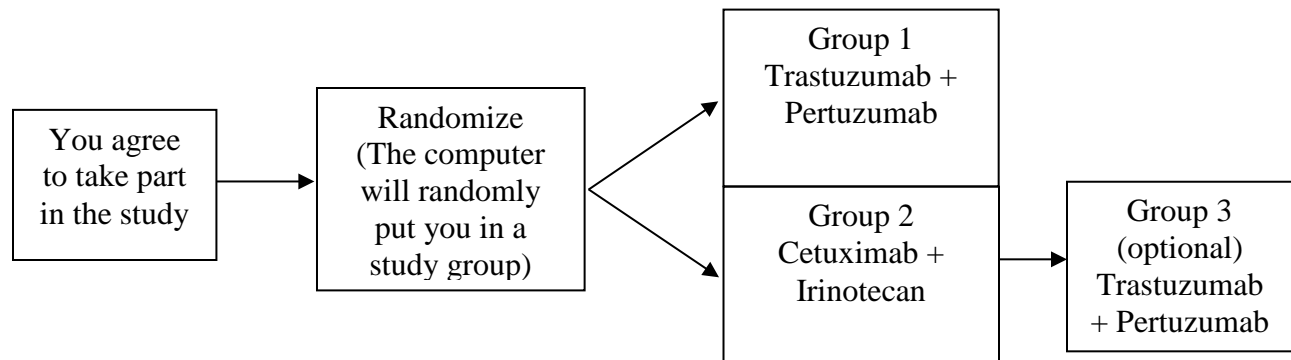 You agree
to take part
in the study
Randomize
(The computer
will randomly
put you in a
study group)
Group 1
Trastuzumab +
Pertuzumab
Group 2
Cetuximab +
Irinotecan
Group 3
(optional)
Trastuzumab
+ Pertuzumab